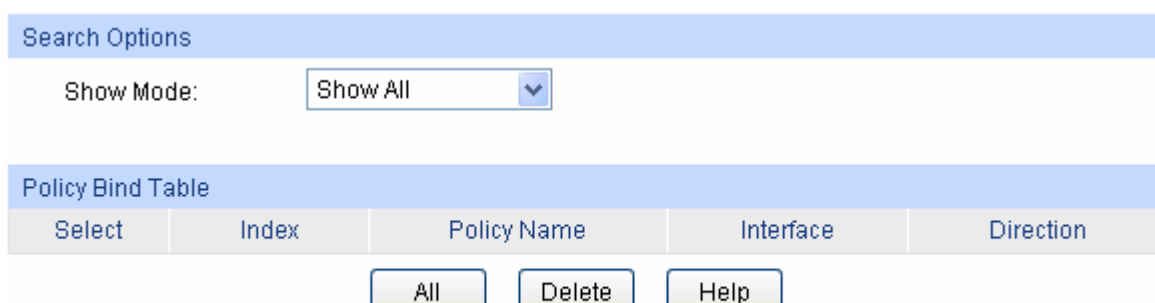 Search Options
Show Mode: Show All
Policy Bind Table
Select Index Policy Name Interface Direction
All Delete Help